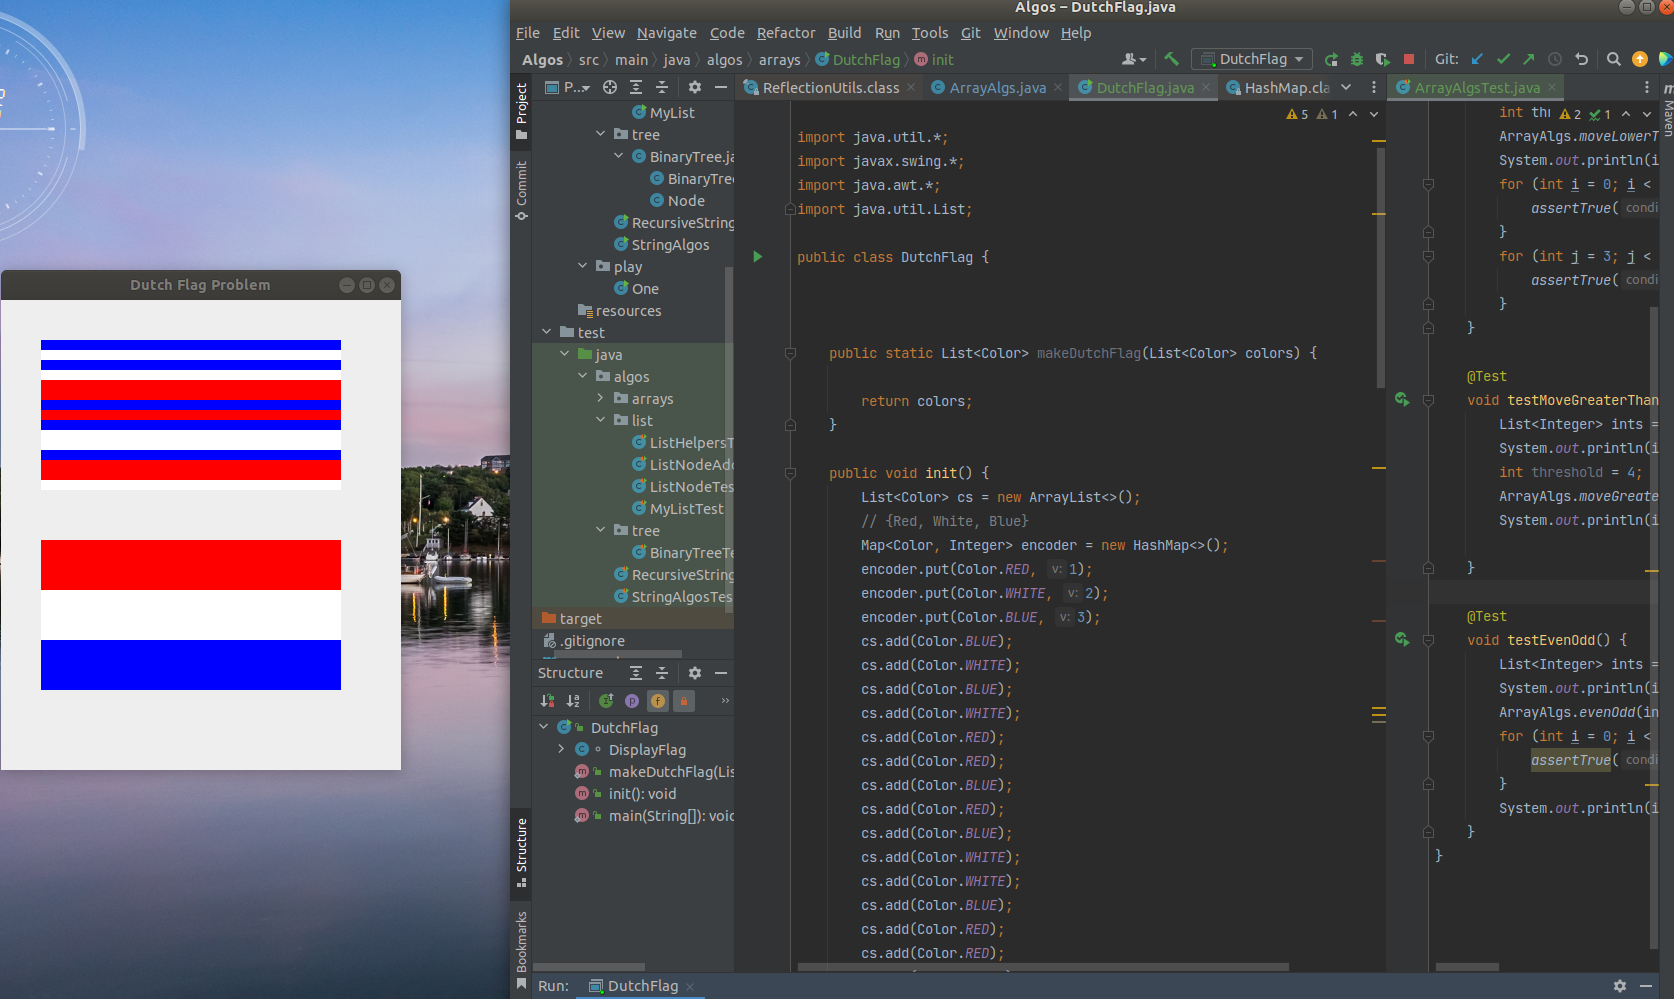 Algos – DutchFlag.java
File Edit View Navigate Code Refactor Build Run Tools Git Window Help
Algos src main java algos arrays DutchFlag init
DutchFlag
Git:
Project
Commit
Structure
Bookmarks
Maven
P...
MyList
tree
BinaryTree.ja
BinaryTree
Node
RecursiveString
StringAlgos
play
One
resources
test
java
algos
arrays
list
ListHelpersT
ListNodeAdd
ListNodeTes
MyListTest
tree
BinaryTreeTe
RecursiveString
StringAlgosTes
target
.gitignore
Structure
DutchFlag
DisplayFlag
makeDutchFlag(Lis
init(): void
main(String[]): void
Dutch Flag Problem
ReflectionUtils.class ArrayAlgs.java DutchFlag.java HashMap.cla
5 1
import java.util.*;
import javax.swing.*;
import java.awt.*;
import java.util.List;
public class DutchFlag {
public static List<Color> makeDutchFlag(List<Color> colors) {
return colors;
}
public void init() {
List<Color> cs = new ArrayList<>();
// {Red, White, Blue}
Map<Color, Integer> encoder = new HashMap<>();
encoder.put(Color.RED, v: 1);
encoder.put(Color.WHITE, v: 2);
encoder.put(Color.BLUE, v: 3);
cs.add(Color.BLUE);
cs.add(Color.WHITE);
cs.add(Color.BLUE);
cs.add(Color.WHITE);
cs.add(Color.RED);
cs.add(Color.RED);
cs.add(Color.BLUE);
cs.add(Color.RED);
cs.add(Color.BLUE);
cs.add(Color.WHITE);
cs.add(Color.WHITE);
cs.add(Color.BLUE);
cs.add(Color.RED);
cs.add(Color.RED);
ArrayAlgsTest.java
2 1
int thr
ArrayAlgs.moveLowerT
System.out.println(i
for (int i = 0; i <
assertTrue( condi
}
for (int j = 3; j <
assertTrue( condi
}
}
@Test
void testMoveGreaterThan
List<Integer> ints =
System.out.println(i
int threshold = 4;
ArrayAlgs.moveGreate
System.out.println(i
}
@Test
void testEvenOdd() {
List<Integer> ints =
System.out.println(i
ArrayAlgs.evenOdd(in
for (int i = 0; i <
assertTrue( condi
}
System.out.println(i
}
}
Run: DutchFlag